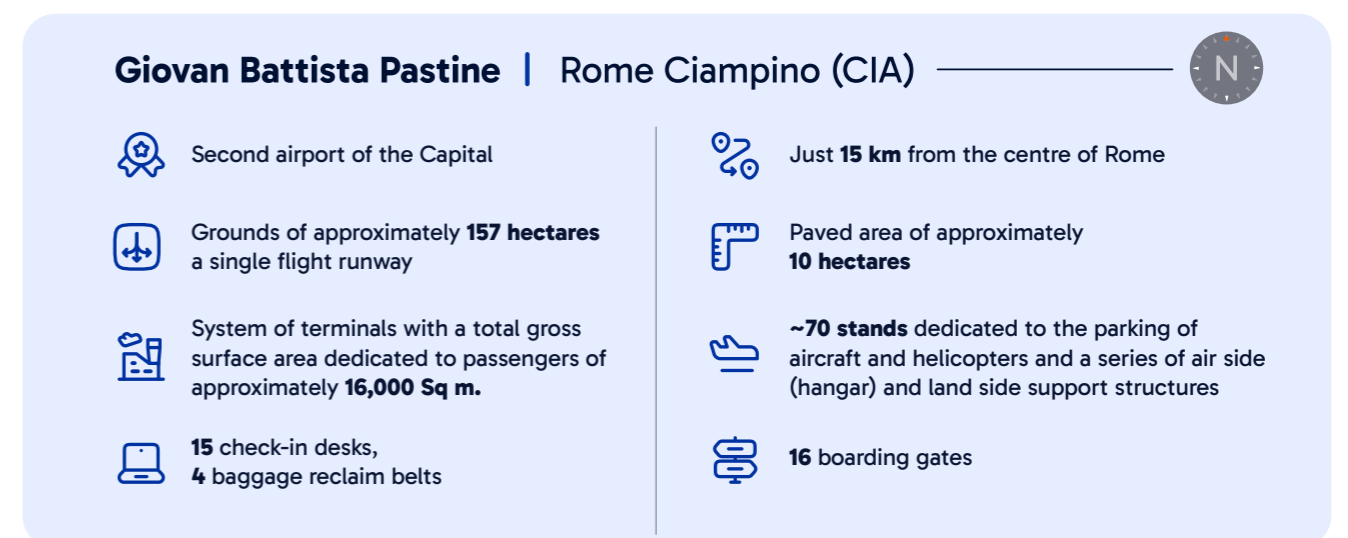 Giovan Battista Pastine | Rome Ciampino (CIA)
N
Second airport of the Capital
Grounds of approximately 157 hectares
a single flight runway
System of terminals with a total gross
surface area dedicated to passengers of
approximately 16,000 Sq m.
15 check-in desks,
4 baggage reclaim belts
Just 15 km from the centre of Rome
Paved area of approximately
10 hectares
~70 stands dedicated to the parking of
aircraft and helicopters and a series of air side
(hangar) and land side support structures
16 boarding gates